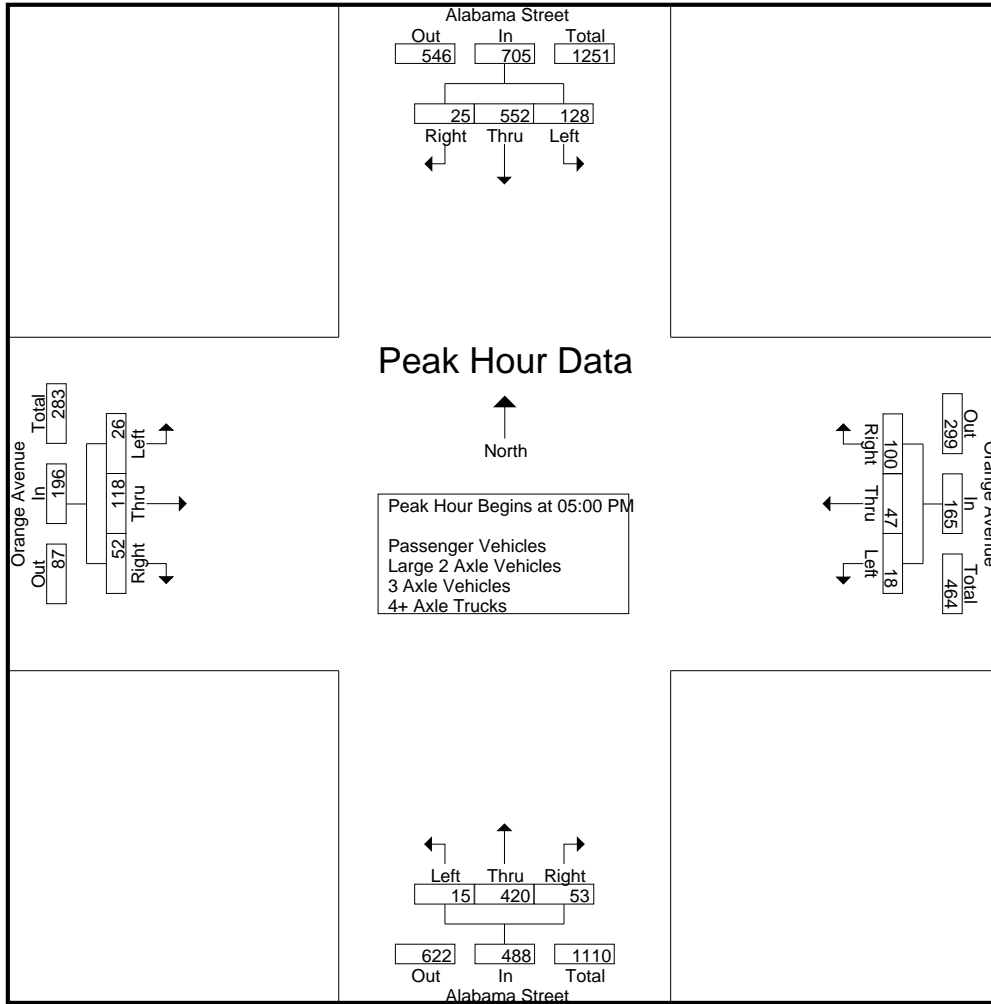 Alabama Street
Out In Total
546 705 1251
25 552 128
Right Thru Left
Peak Hour Data
North
Peak Hour Begins at 05:00 PM
Passenger Vehicles
Large 2 Axle Vehicles
3 Axle Vehicles
4+ Axle Trucks
Orange Avenue
Out In Total
87 196 283
52 118 26
Right Thru Left
Orange Avenue
Out In Total
299 165 464
100 47 18
Right Thru Left
Left Thru Right
15 420 53
622 488 1110
Out In Total
Alabama Street